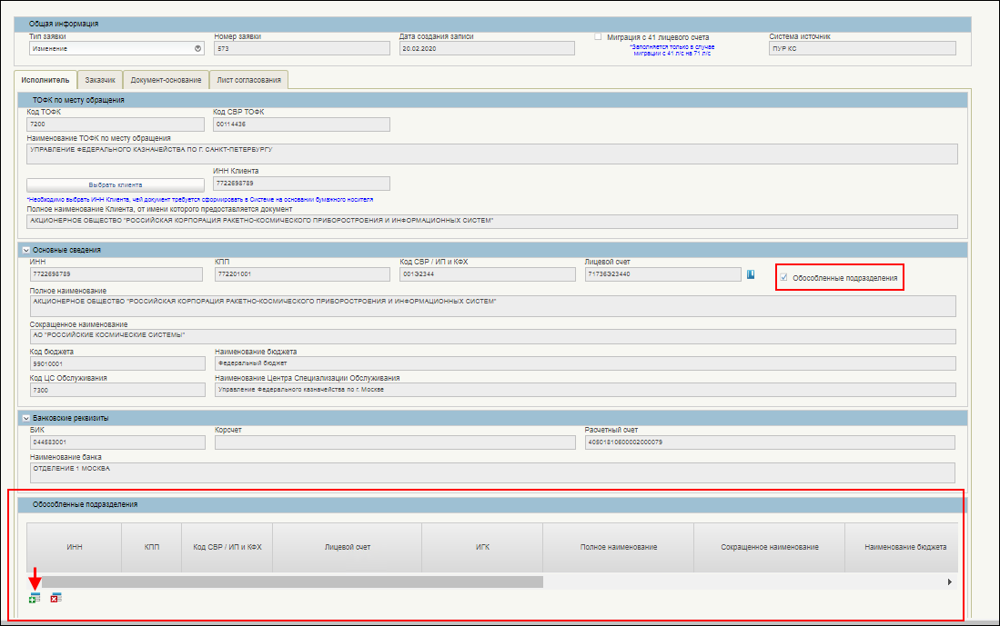 Общая информация
Тип заявки Номер заявки Дата создания записи Миграция с 41 лицевого счета Система источник
Изменение 573 20.02.2020 *Заполняется только в случае ПУР КС
миграции с 41 л/с на 71 л/с
Исполнитель Заказчик Документ-основание Лист согласования
ТОФК по месту обращения
Код ТОФК Код СВР ТОФК
7200 00114436
Наименование ТОФК по месту обращения
УПРАВЛЕНИЕ ФЕДЕРАЛЬНОГО КАЗНАЧЕЙСТВА ПО Г. САНКТ-ПЕТЕРБУРГУ
ИНН Клиента
Выбрать клиента 7722698789
*Необходимо выбрать ИНН Клиента, чей документ требуется сформировать в Системе на основании бумажного носителя
Полное наименование Клиента, от имени которого предоставляется документ
АКЦИОНЕРНОЕ ОБЩЕСТВО "РОССИЙСКАЯ КОРПОРАЦИЯ РАКЕТНО-КОСМИЧЕСКОГО ПРИБОРОСТРОЕНИЯ И ИНФОРМАЦИОННЫХ СИСТЕМ"
Основные сведения
ИНН КПП Код СВР / ИП и КФХ Лицевой счет
7722698789 772201001 001Э2344 71736Э23440 Обособленные подразделения
Полное наименование
АКЦИОНЕРНОЕ ОБЩЕСТВО "РОССИЙСКАЯ КОРПОРАЦИЯ РАКЕТНО-КОСМИЧЕСКОГО ПРИБОРОСТРОЕНИЯ И ИНФОРМАЦИОННЫХ СИСТЕМ"
Сокращенное наименование
АО "РОССИЙСКИЕ КОСМИЧЕСКИЕ СИСТЕМЫ"
Код бюджета Наименование бюджета
99010001 Федеральный бюджет
Код ЦС Обслуживания Наименование Центра Специализации Обслуживания
7300 Управление Федерального казначейства по г. Москве
Банковские реквизиты
БИК Корсчет Расчетный счет
044583001 40501810600002000079
Наименование банка
ОТДЕЛЕНИЕ 1 МОСКВА
Обособленные подразделения
ИНН КПП Код СВР / ИП и КФХ Лицевой счет ИГК Полное наименование Сокращенное наименование Наименование бюджета